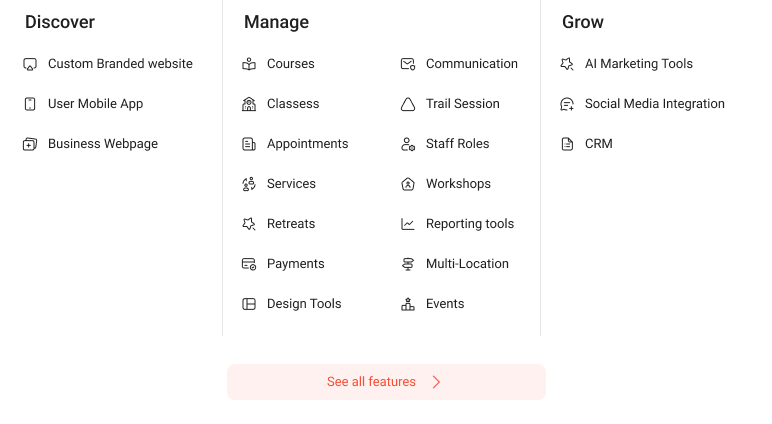 Discover
Custom Branded website
User Mobile App
Business Webpage
Manage
Courses
Classess
Appointments
Services
Retreats
Payments
Design Tools
Communication
Trail Session
Staff Roles
Workshops
Reporting tools
Multi-Location
Events
Grow
AI Marketing Tools
Social Media Integration
CRM
See all features